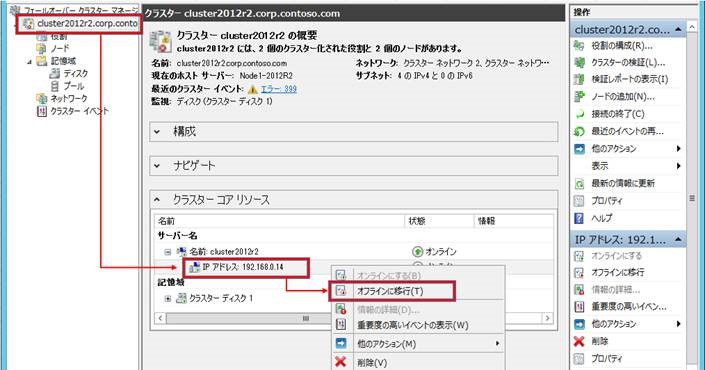 フェールオーバー クラスター マネージ
cluster2012r2.corp.conto
役割
ノード
記憶域
ディスク
プール
ネットワーク
クラスター イベント
クラスター cluster2012r2.corp.contoso.com
クラスター cluster2012r2 の概要
cluster2012r2 には、2 個のクラスター化された役割と 2 個のノードがあります。
名前: cluster2012r2.corp.contoso.com
ネットワーク: クラスター ネットワーク 2、クラスター ネットワ…
現在のホスト サーバー: Node1-2012R2
サブネット: 4 の IPv4 と 0 の IPv6
最近のクラスター イベント: エラー: 399
監視: ディスク (クラスター ディスク 1)
構成
ナビゲート
クラスター コア リソース
名前 状態 情報
サーバー名
名前: cluster2012r2 オンライン
IP アドレス: 192.168.0.14
記憶域
クラスター ディスク 1
オンラインにする(B)
オフラインに移行(T)
情報の詳細(D)...
重要度の高いイベントの表示(W)
他のアクション(M)
削除(V)
操作
cluster2012r2.co...
役割の構成(R)...
クラスターの検証(L)...
検証レポートの表示(I)
ノードの追加(N)...
接続の終了(C)
最近のイベントの再...
他のアクション
表示
最新の情報に更新
プロパティ
ヘルプ
IP アドレス: 192.1...
オンラインにする
オフラインに移行
情報の詳細...
重要度の高いイベン...
他のアクション
削除
プロパティ